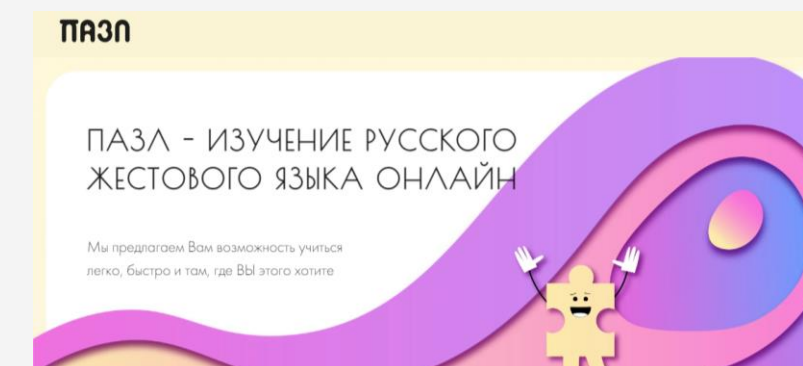 ПАЗЛ
ПАЗЛ - ИЗУЧЕНИЕ РУССКОГО
ЖЕСТОВОГО ЯЗЫКА ОНЛАЙН
Мы предлагаем Вам возможность учиться
легко, быстро и там, где ВЫ этого хотите